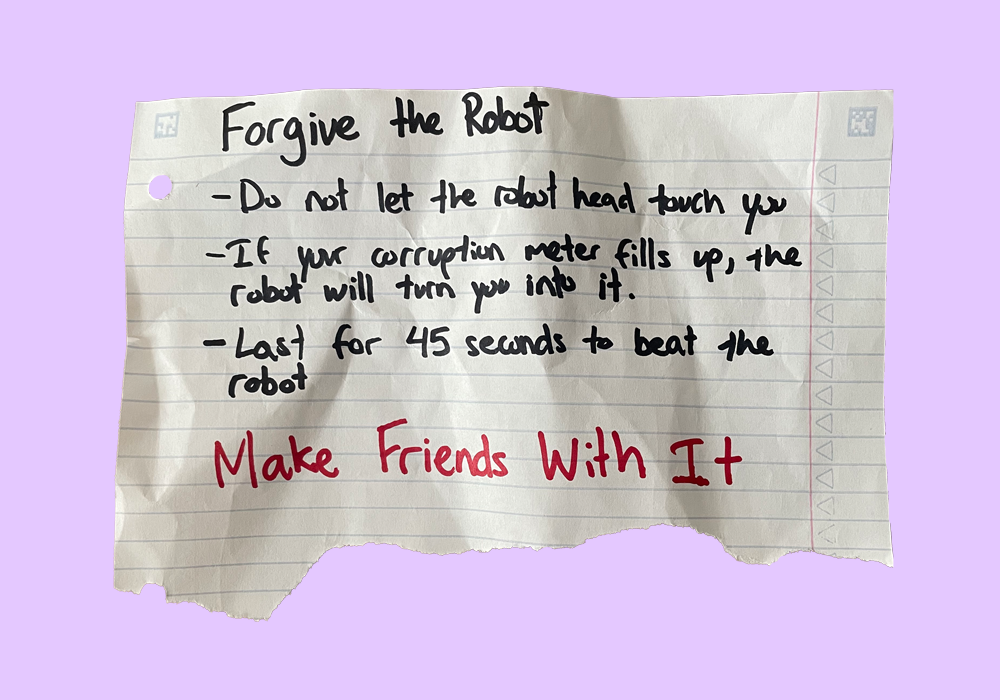 Forgive the Robot
-Do not let the robot head touch you
-If your corruption meter fills up, the
robot will turn you into it.
-Last for 45 seconds to beat the
robot
Make Friends With It